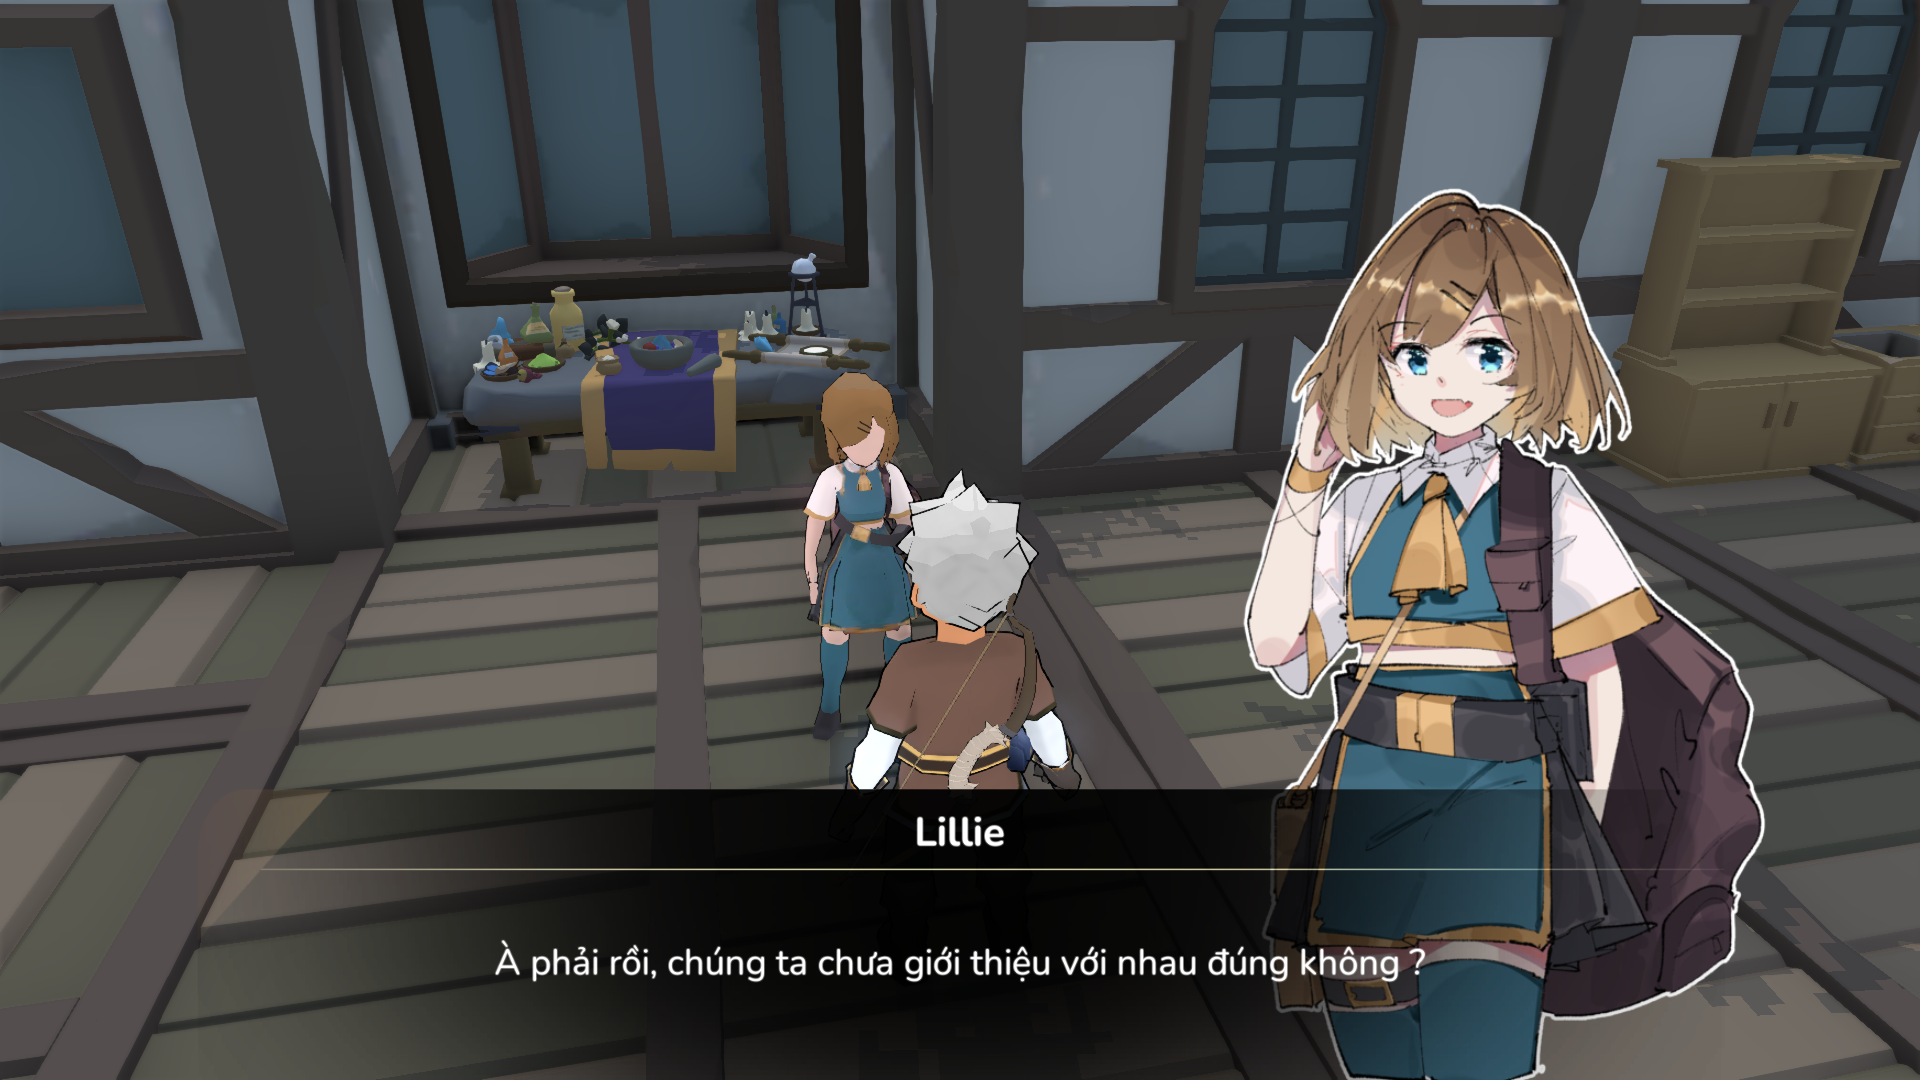 Lillie
À phải rồi, chúng ta chưa giới thiệu với nhau đúng không ?